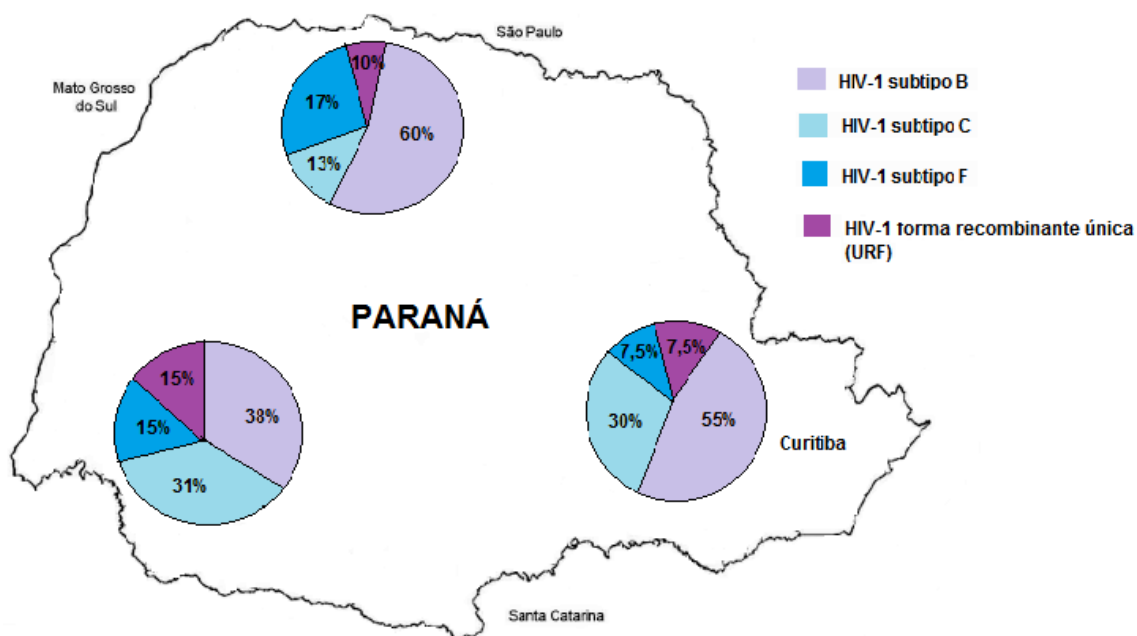 São Paulo
Mato Grosso
do Sul
10%
17%
60%
13%
HIV-1 subtipo B
HIV-1 subtipo C
HIV-1 subtipo F
HIV-1 forma recombinante única
(URF)
PARANÁ
15%
38%
15%
31%
7,5%
7,5%
30%
55%
Curitiba
Santa Catarina